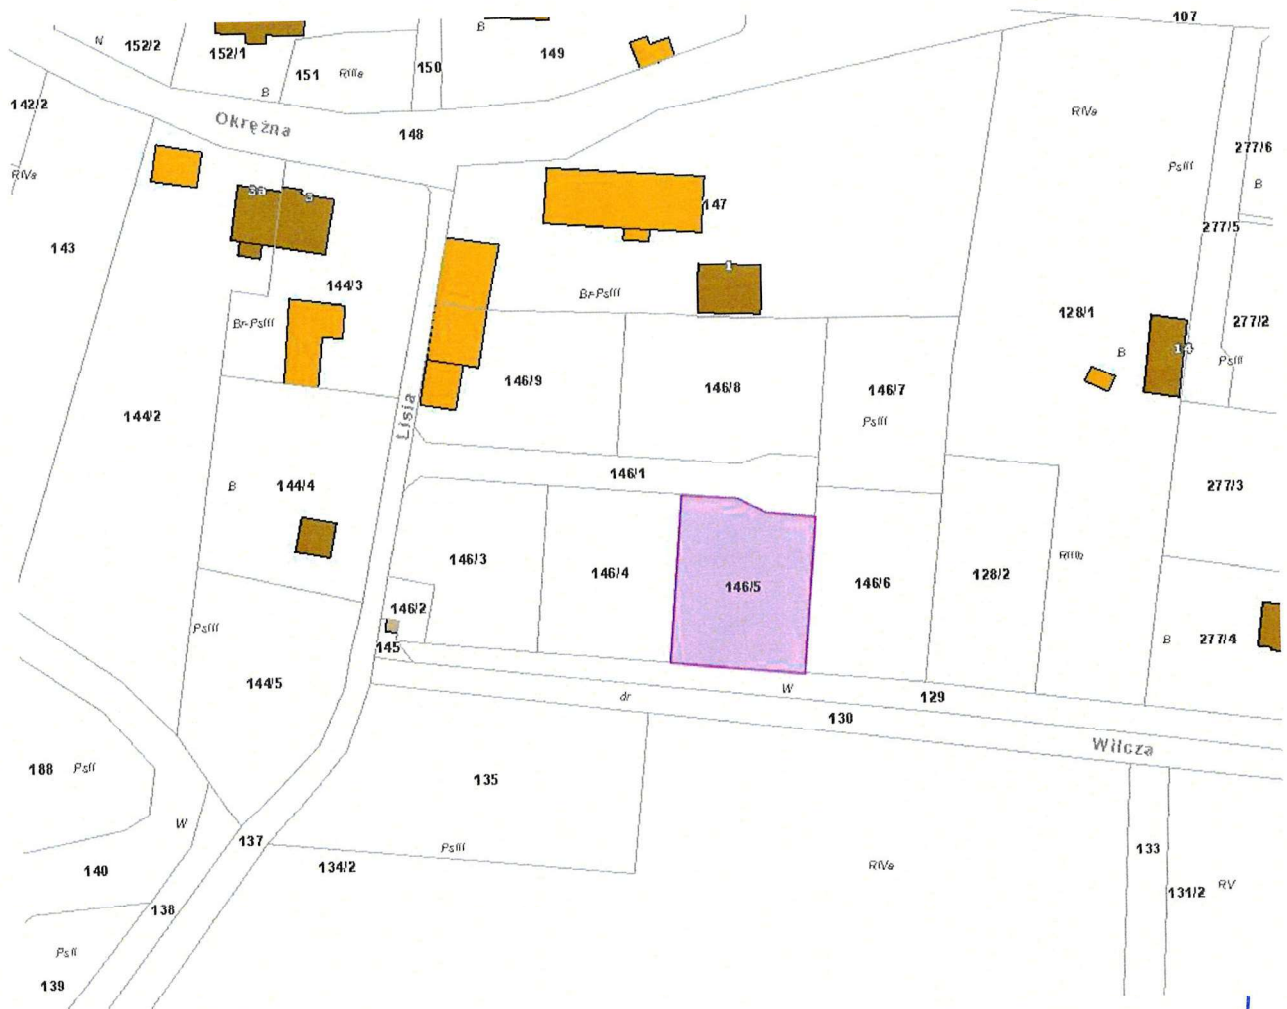 107
N
152/2
152/1
B
149
151
RIIIa
150
B
142/2
Okrężna
148
RIVa
277/6
PsIII
RIVa
B
3a
3
147
277/5
143
1
144/3
Br-PsIII
128/1
277/2
Br-PsIII
14
B
PsIII
146/9
146/8
146/7
144/2
Lisia
PsIII
146/1
B
144/4
277/3
146/3
146/4
146/5
146/6
128/2
RIIIb
146/2
PsIII
B
277/4
145
144/5
W
dr
129
130
Wilcza
188
PsII
135
W
137
PsIII
133
134/2
RIVa
140
131/2
RV
138
PsII
139